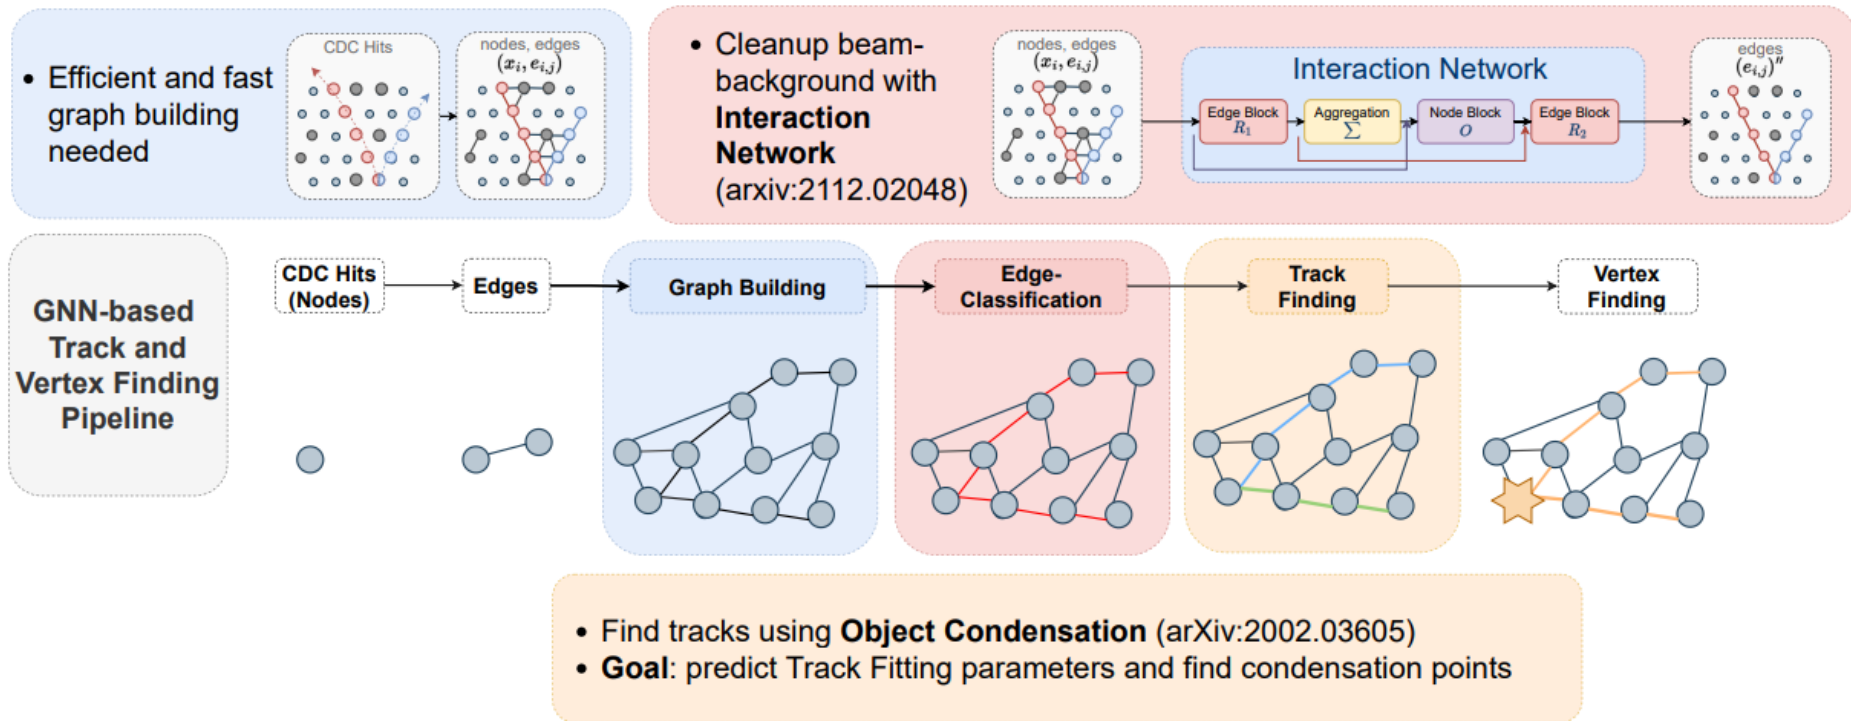 • Efficient and fast
graph building
needed
CDC Hits
nodes, edges
(x_i, e_{i,j})
• Cleanup beam-
background with
Interaction
Network
(arxiv:2112.02048)
nodes, edges
(x_i, e_{i,j})
Interaction Network
Edge Block
R_1
Aggregation
Σ
Node Block
O
Edge Block
R_2
edges
(e_{i,j})''
GNN-based
Track and
Vertex Finding
Pipeline
CDC Hits
(Nodes)
Edges
Graph Building
Edge-
Classification
Track
Finding
Vertex
Finding
• Find tracks using Object Condensation (arXiv:2002.03605)
• Goal: predict Track Fitting parameters and find condensation points